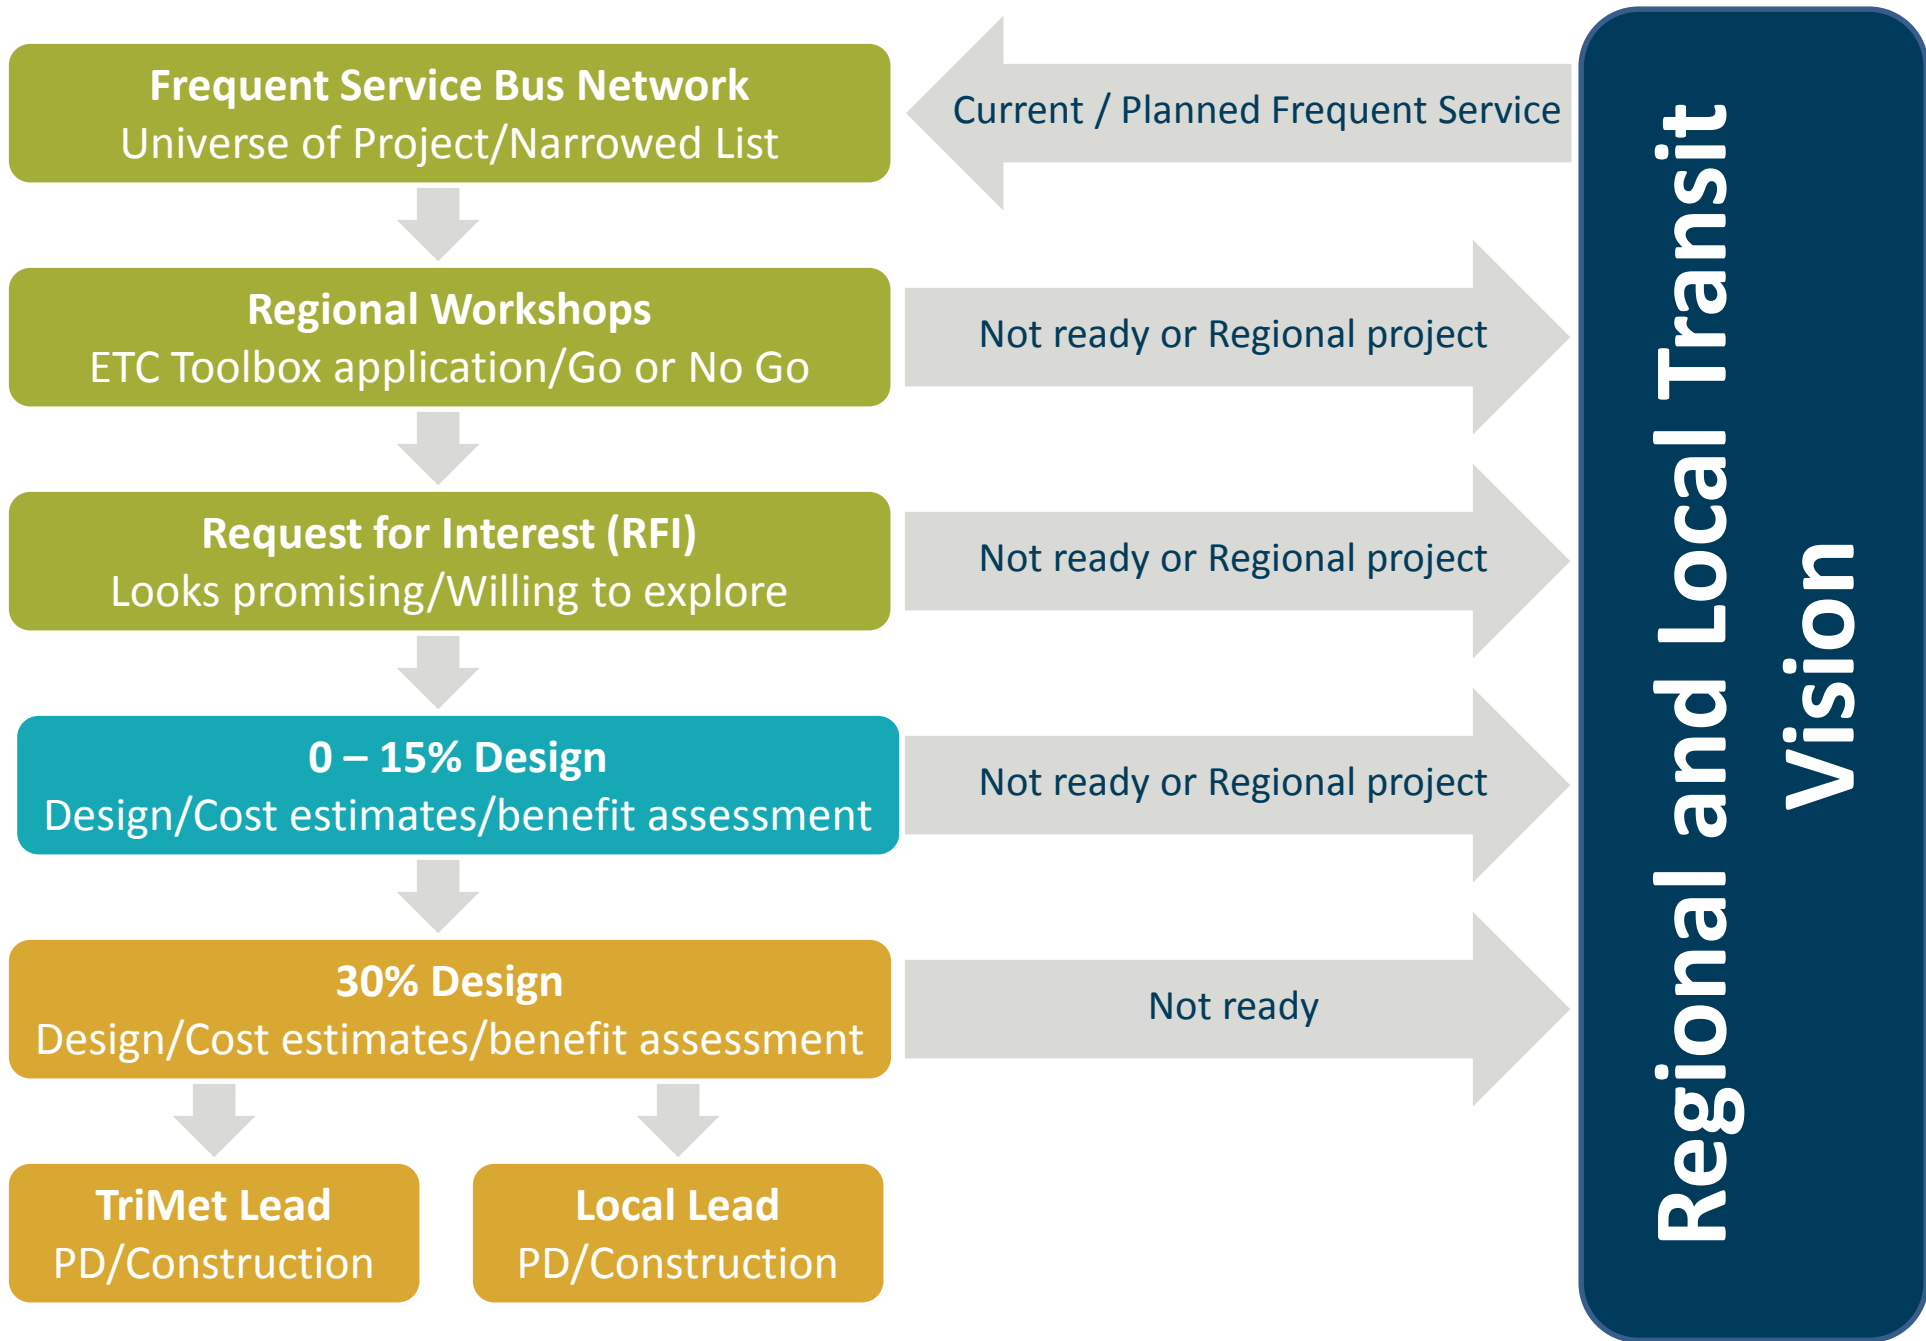 Frequent Service Bus Network
Universe of Project/Narrowed List
Current / Planned Frequent Service
Regional Workshops
ETC Toolbox application/Go or No Go
Not ready or Regional project
Request for Interest (RFI)
Looks promising/Willing to explore
Not ready or Regional project
0 – 15% Design
Design/Cost estimates/benefit assessment
Not ready or Regional project
30% Design
Design/Cost estimates/benefit assessment
Not ready
TriMet Lead
PD/Construction
Local Lead
PD/Construction
Regional and Local Transit
Vision